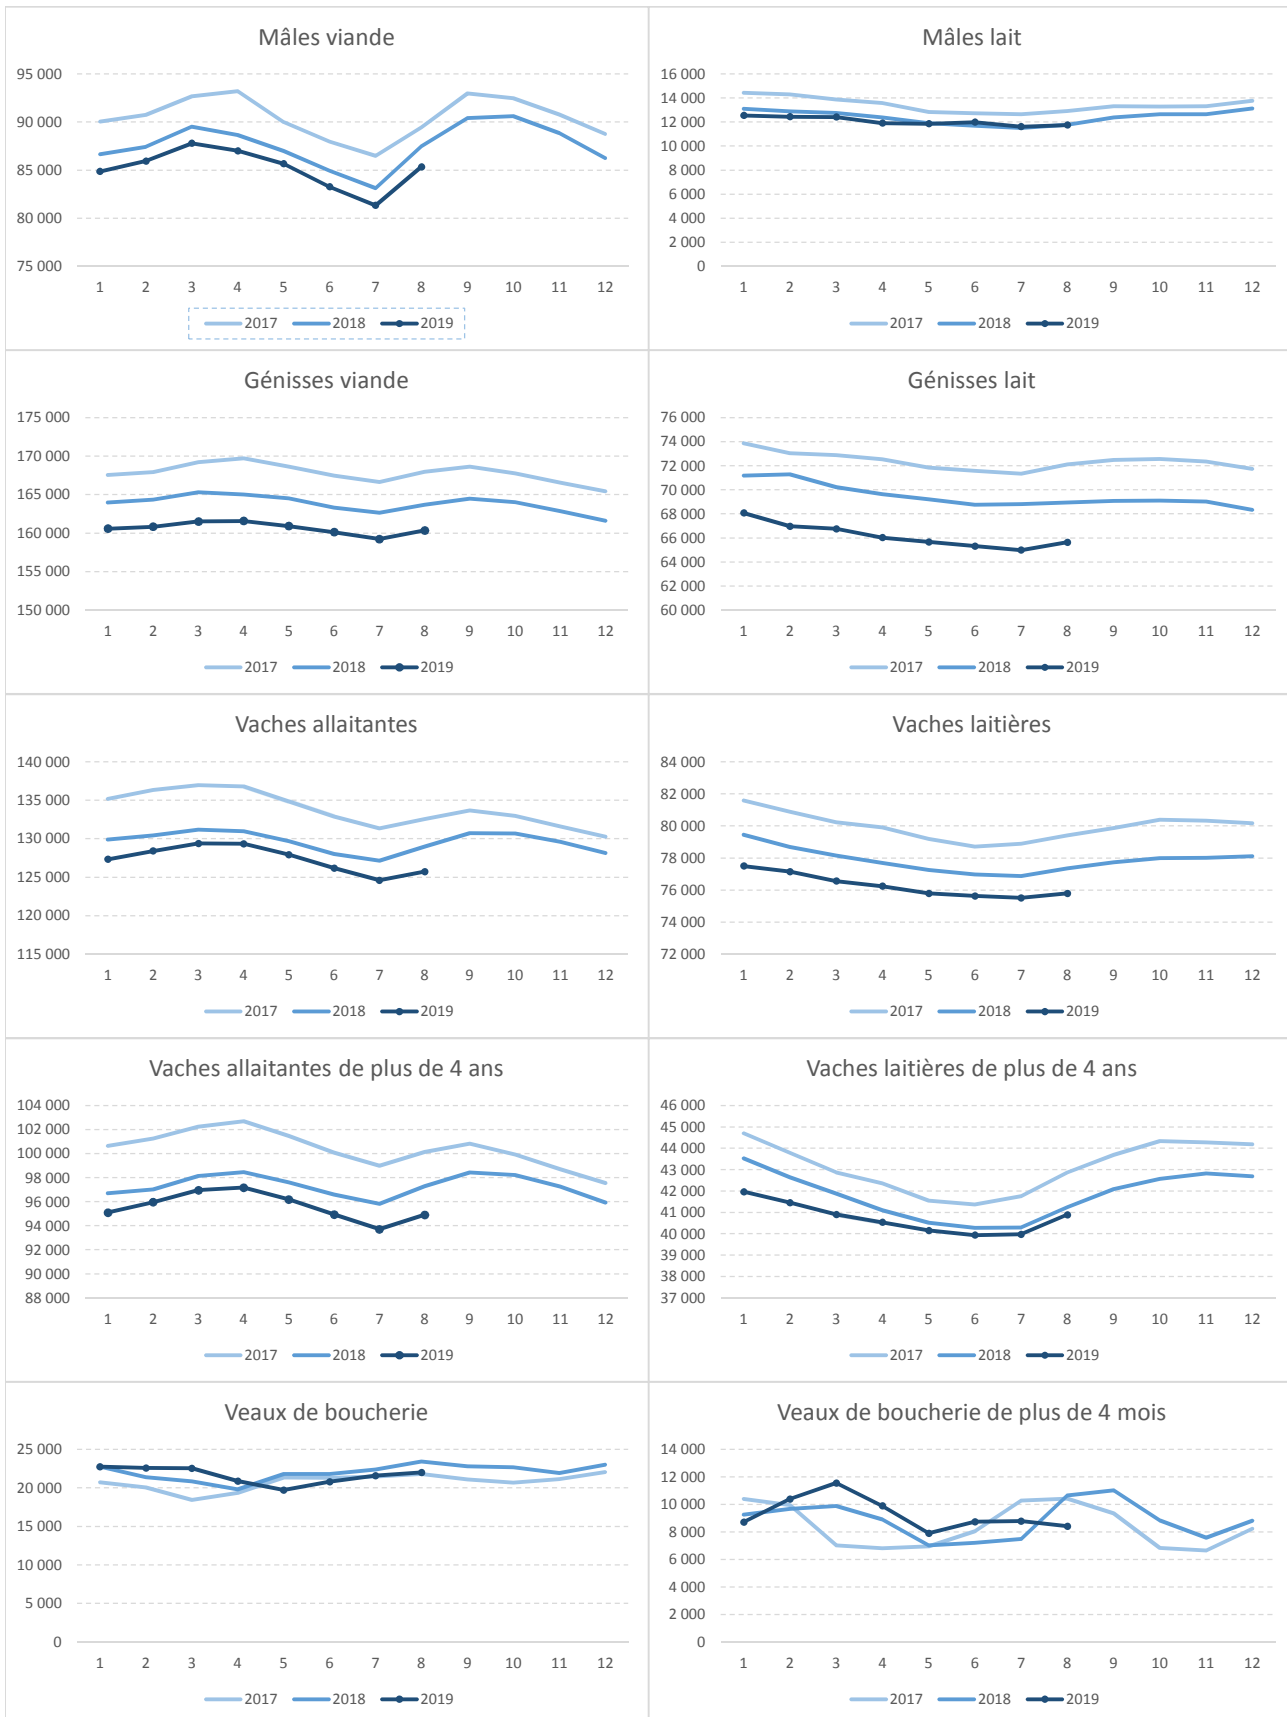 Mâles viande
95 000
90 000
85 000
80 000
75 000
1 2 3 4 5 6 7 8 9 10 11 12
2017 2018 2019
Mâles lait
16 000
14 000
12 000
10 000
8 000
6 000
4 000
2 000
0
1 2 3 4 5 6 7 8 9 10 11 12
2017 2018 2019
Génisses viande
175 000
170 000
165 000
160 000
155 000
150 000
1 2 3 4 5 6 7 8 9 10 11 12
2017 2018 2019
Génisses lait
76 000
74 000
72 000
70 000
68 000
66 000
64 000
62 000
60 000
1 2 3 4 5 6 7 8 9 10 11 12
2017 2018 2019
Vaches allaitantes
140 000
135 000
130 000
125 000
120 000
115 000
1 2 3 4 5 6 7 8 9 10 11 12
2017 2018 2019
Vaches laitières
84 000
82 000
80 000
78 000
76 000
74 000
72 000
1 2 3 4 5 6 7 8 9 10 11 12
2017 2018 2019
Vaches allaitantes de plus de 4 ans
104 000
102 000
100 000
98 000
96 000
94 000
92 000
90 000
88 000
1 2 3 4 5 6 7 8 9 10 11 12
2017 2018 2019
Vaches laitières de plus de 4 ans
46 000
45 000
44 000
43 000
42 000
41 000
40 000
39 000
38 000
37 000
1 2 3 4 5 6 7 8 9 10 11 12
2017 2018 2019
Veaux de boucherie
25 000
20 000
15 000
10 000
5 000
0
1 2 3 4 5 6 7 8 9 10 11 12
2017 2018 2019
Veaux de boucherie de plus de 4 mois
14 000
12 000
10 000
8 000
6 000
4 000
2 000
0
1 2 3 4 5 6 7 8 9 10 11 12
2017 2018 2019